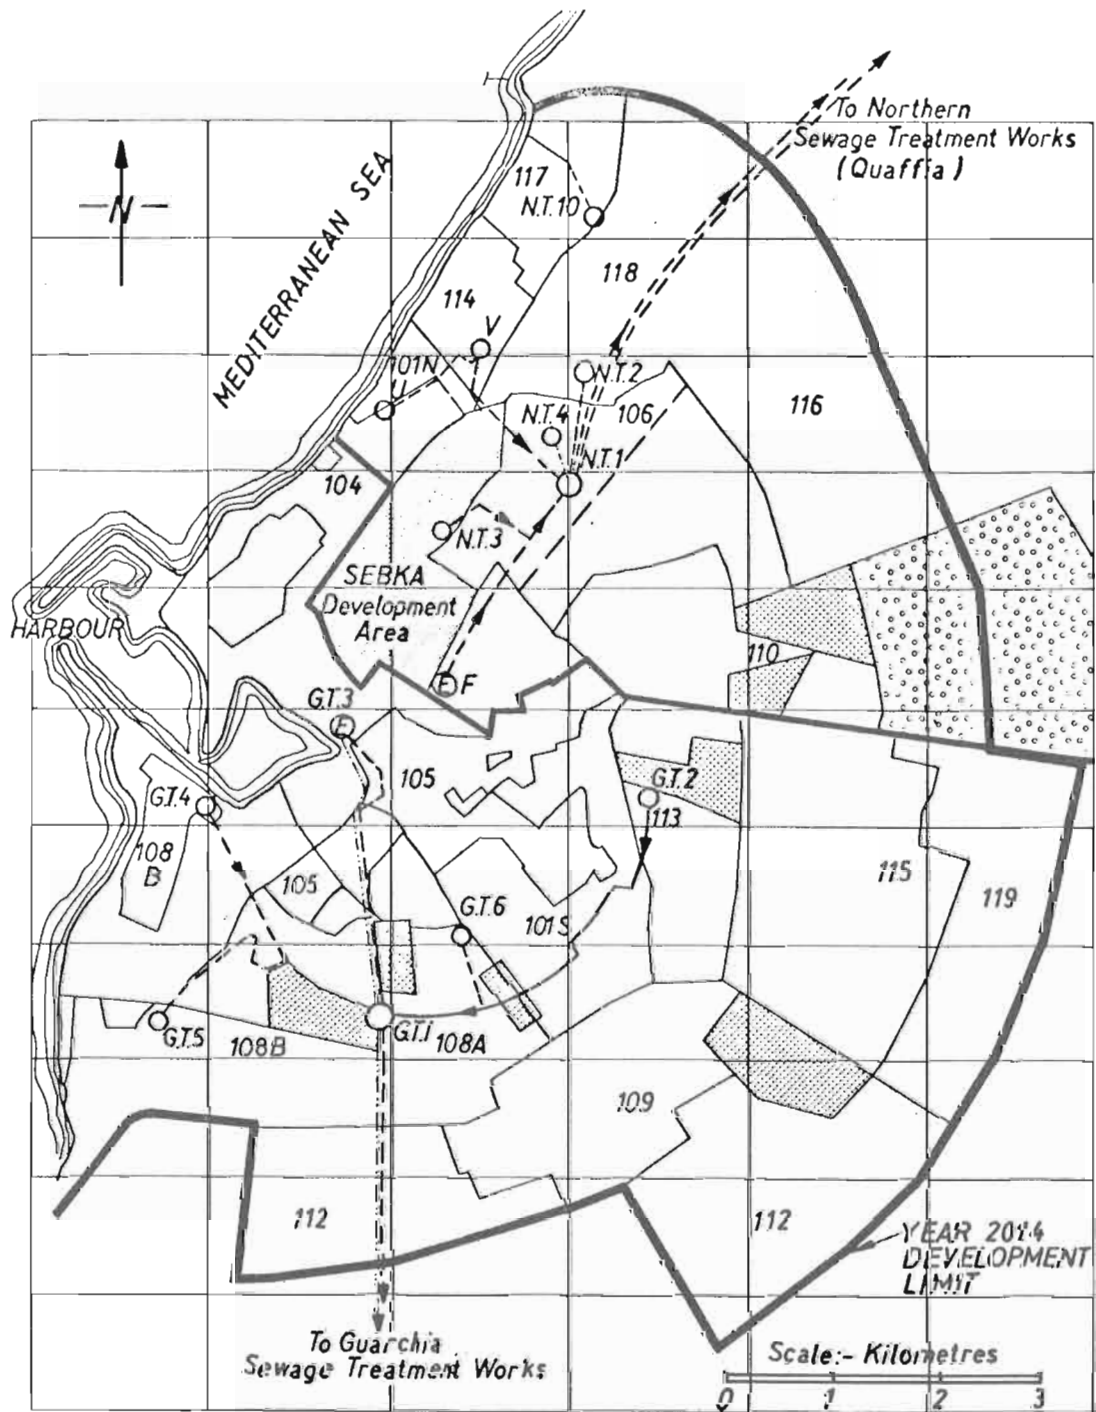 To Northern
Sewage Treatment Works
(Quaffia)
N
MEDITERRANEAN SEA
117
N.T.10
118
114
V
101N
U
N.T.2
106
116
N.T.4
N.T.1
104
N.T.3
SEBKA
Development
Area
HARBOUR
110
E F
G.T.3
E
105
G.T.2
113
G.T.4
108
B
105
115
119
G.T.6
101S
G.T.5
G.T.1
108B
108A
109
112
112
YEAR 2014
DEVELOPMENT
LIMIT
To Guarchia
Sewage Treatment Works
Scale:- Kilometres
0 1 2 3